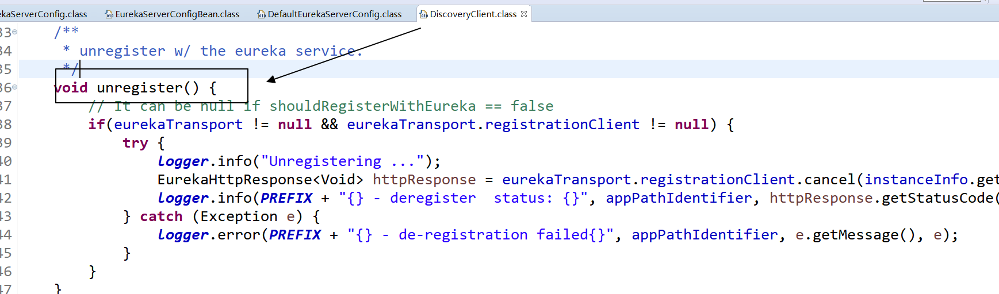 kaServerConfig.class EurekaServerConfigBean.class DefaultEurekaServerConfig.class DiscoveryClient.class
33 /**
34 * unregister w/ the eureka service.
35 */
36 void unregister() {
37 // It can be null if shouldRegisterWithEureka == false
38 if(eurekaTransport != null && eurekaTransport.registrationClient != null) {
39 try {
40 logger.info("Unregistering ...");
41 EurekaHttpResponse<Void> httpResponse = eurekaTransport.registrationClient.cancel(instanceInfo.get
42 logger.info(PREFIX + "{} - deregister  status: {}", appPathIdentifier, httpResponse.getStatusCode(
43 } catch (Exception e) {
44 logger.error(PREFIX + "{} - de-registration failed{}", appPathIdentifier, e.getMessage(), e);
45 }
46 }
47 }